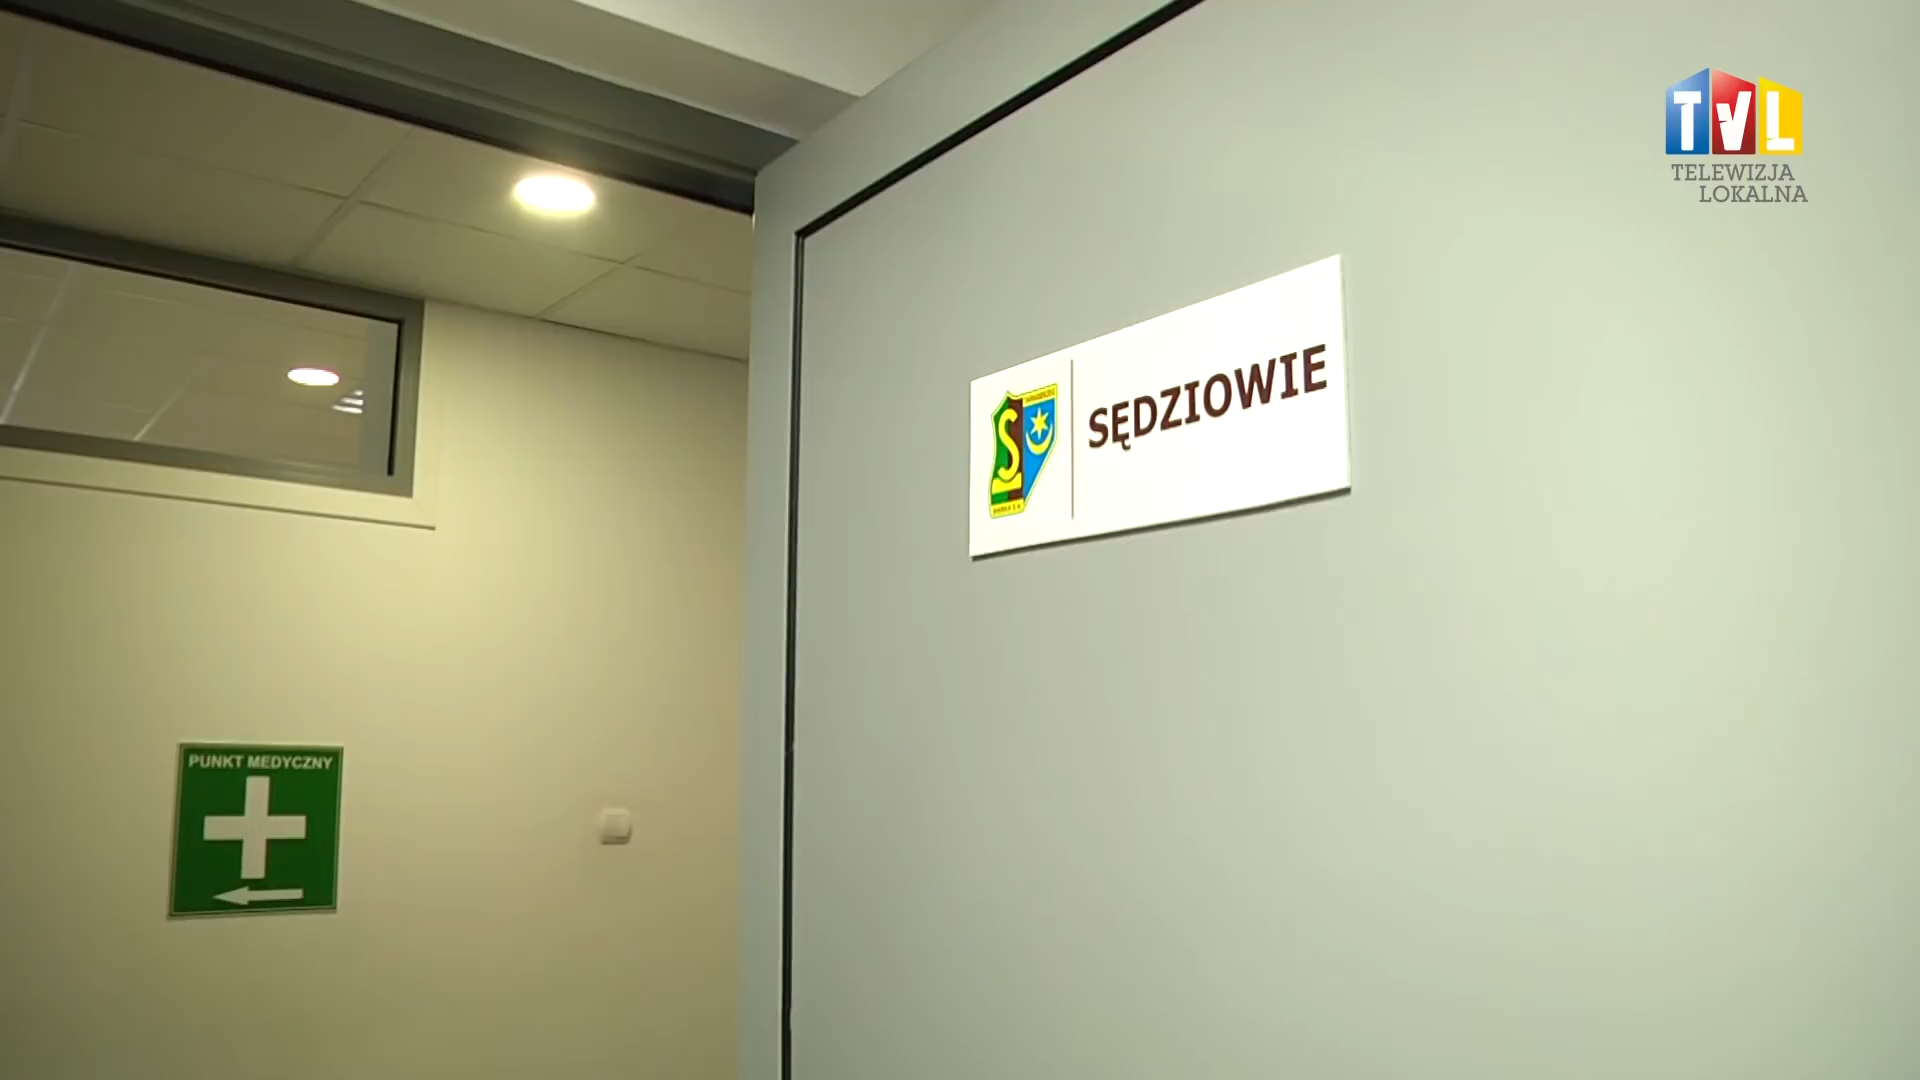 TVL
TELEWIZJA
LOKALNA
SĘDZIOWIE
PUNKT MEDYCZNY